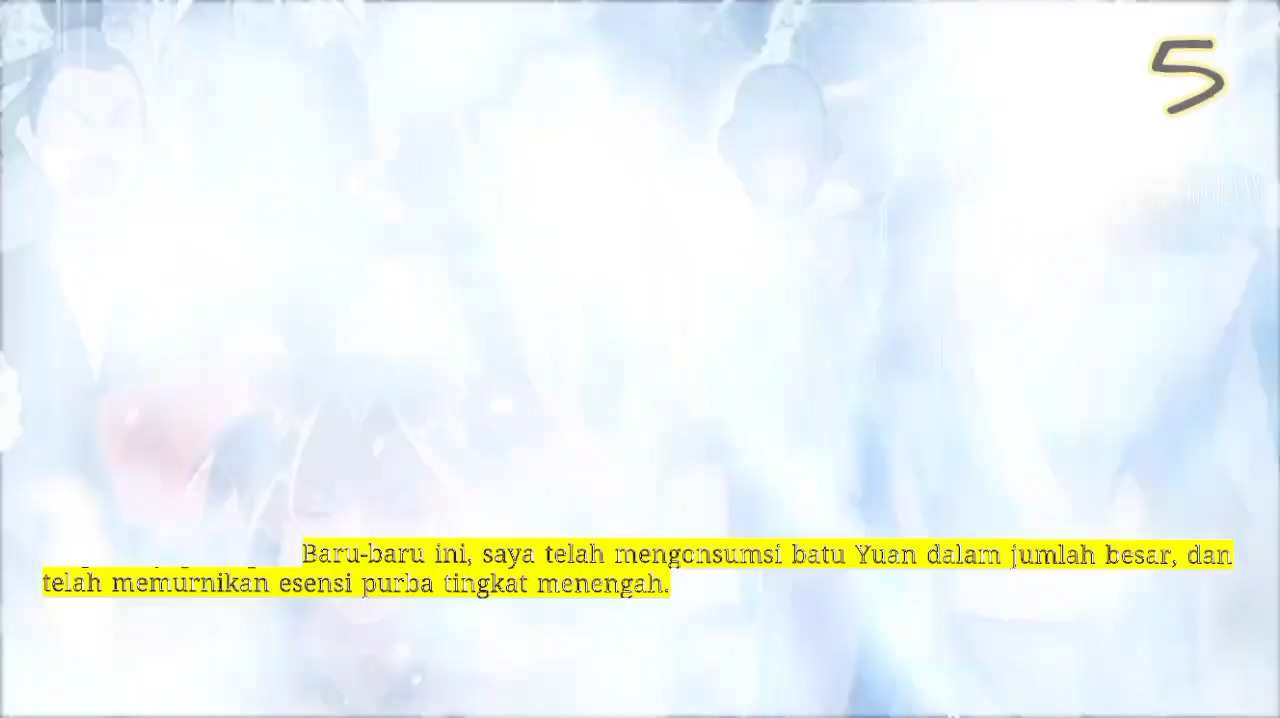 5
Baru-baru ini, saya telah mengonsumsi batu Yuan dalam jumlah besar, dan
telah memurnikan esensi purba tingkat menengah.